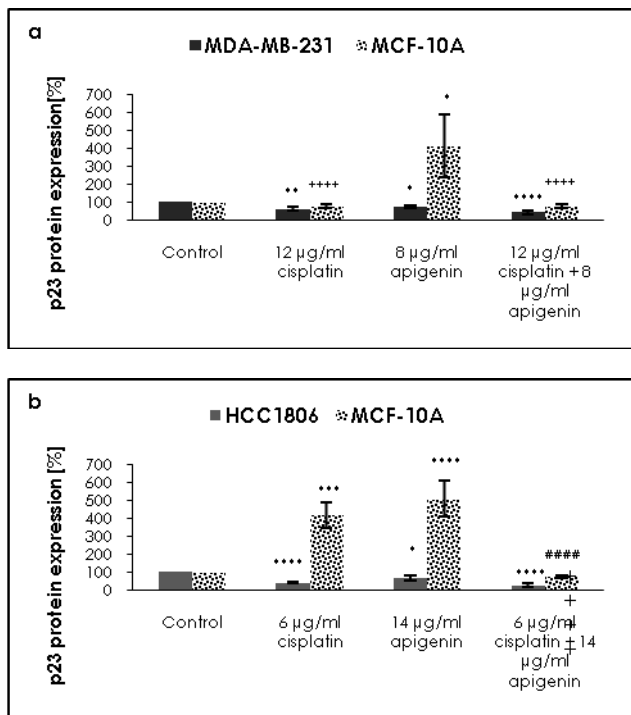 a
MDA-MB-231 MCF-10A
p23 protein expression[%]
700
600
500
400
300
200
100
0
** ++++ * * **** ++++
Control
12 µg/ml cisplatin
8 µg/ml apigenin
12 µg/ml cisplatin +8 µg/ml apigenin
b
HCC1806 MCF-10A
p23 protein expression [%]
700
600
500
400
300
200
100
0
**** *** * **** **** ####
++++
Control
6 µg/ml cisplatin
14 µg/ml apigenin
6 µg/ml cisplatin +14 µg/ml apigenin